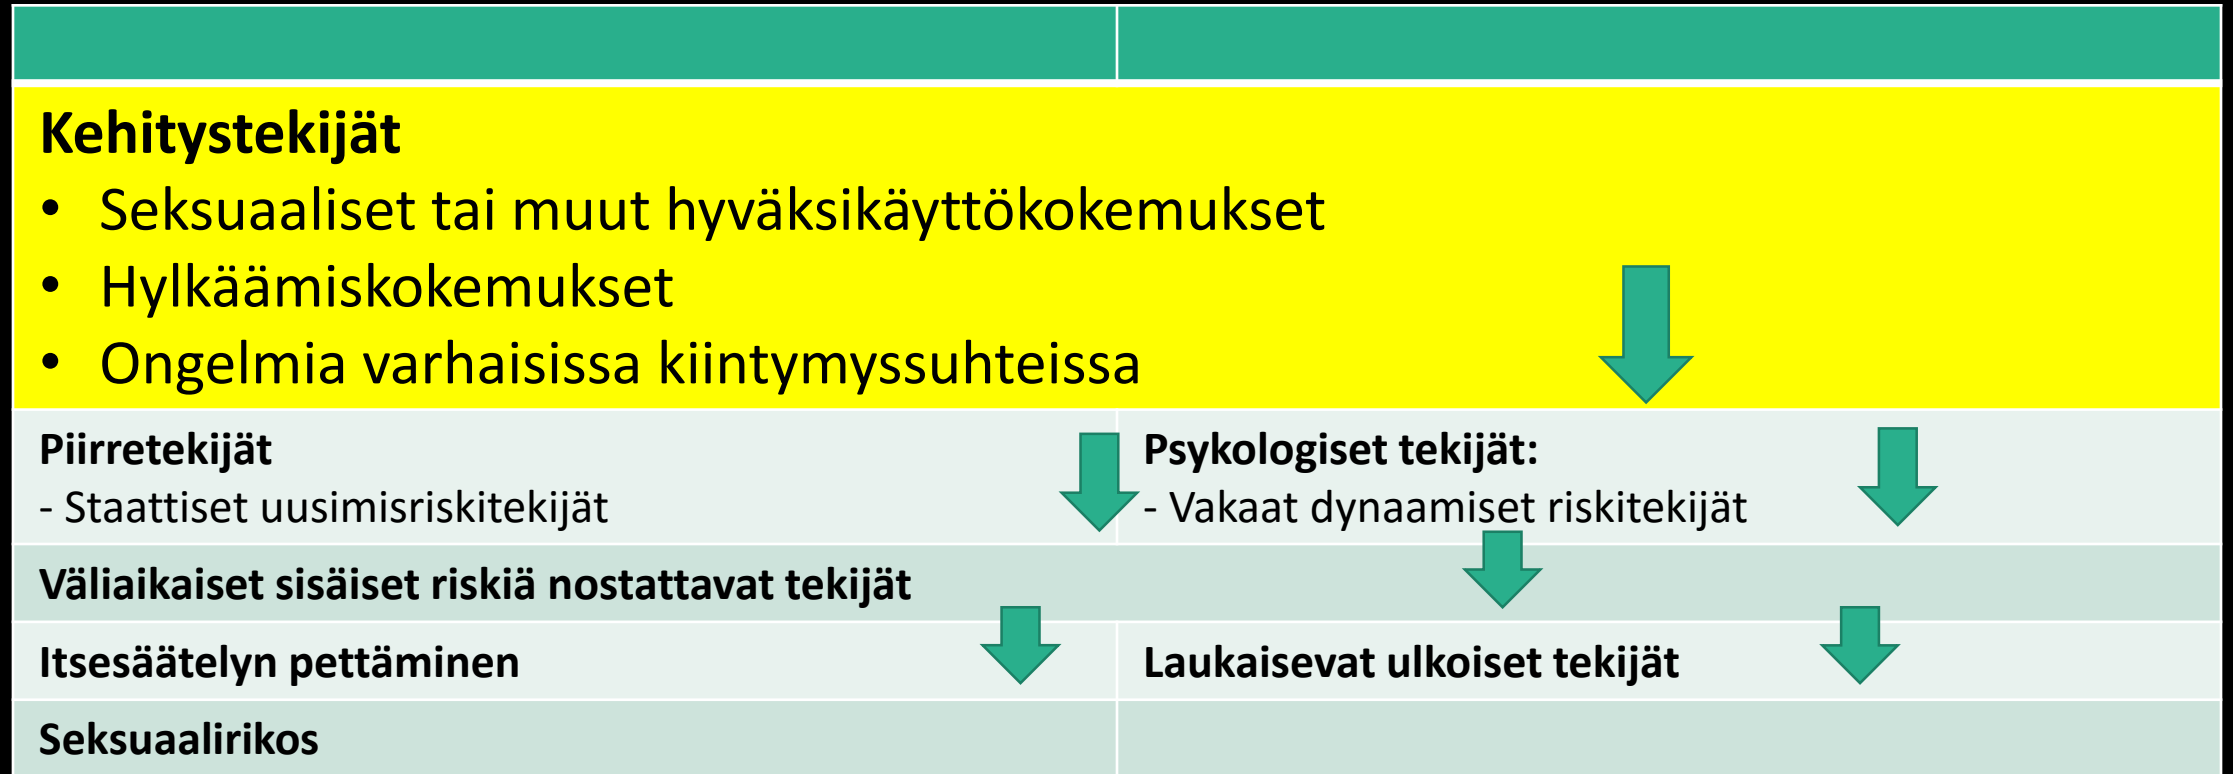 Kehitystekijät
• Seksuaaliset tai muut hyväksikäyttökokemukset
• Hylkäämiskokemukset
• Ongelmia varhaisissa kiintymyssuhteissa
Piirretekijät
- Staattiset uusimisriskitekijät
Psykologiset tekijät:
- Vakaat dynaamiset riskitekijät
Väliaikaiset sisäiset riskiä nostattavat tekijät
Itsesäätelyn pettäminen
Laukaisevat ulkoiset tekijät
Seksuaalirikos